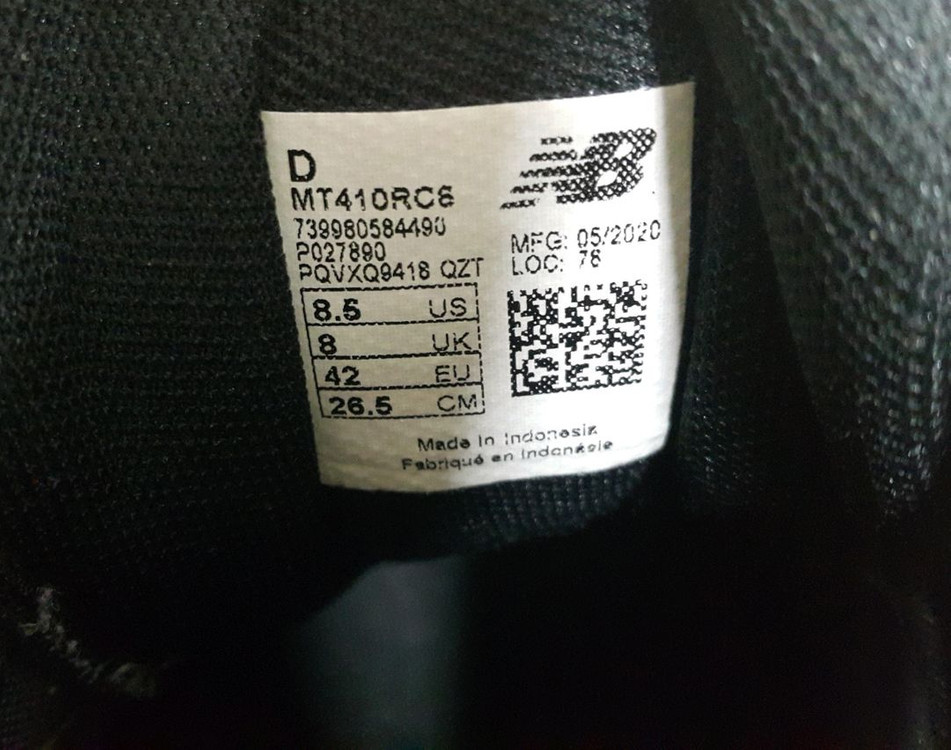 D
MT410RC6
739980584490
P027890
PQVXQ9418 QZT
8.5 US
8 UK
42 EU
26.5 CM
NB
MFG: 05/2020
LOC: 78
Made in Indonesia
Fabriqué en Indonésie